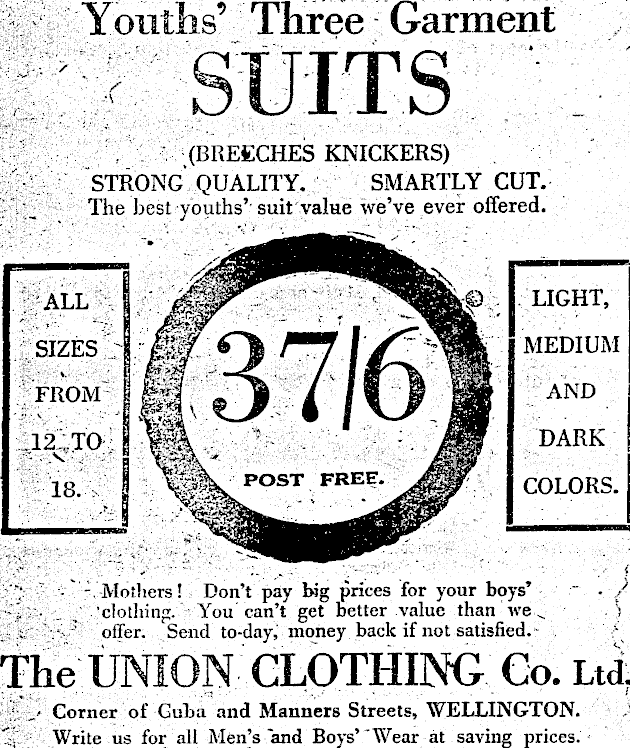 Youths' Three Garment
SUITS
(BREECHES KNICKERS)
STRONG QUALITY. SMARTLY CUT.
The best youths' suit value we've ever offered.
ALL
SIZES
FROM
12 TO
18.
37/6
POST FREE.
LIGHT,
MEDIUM
AND
DARK
COLORS.
Mothers! Don't pay big prices for your boys'
clothing. You can't get better value than we
offer. Send to-day, money back if not satisfied.
The UNION CLOTHING Co. Ltd.
Corner of Cuba and Manners Streets, WELLINGTON.
Write us for all Men's and Boys' Wear at saving prices.